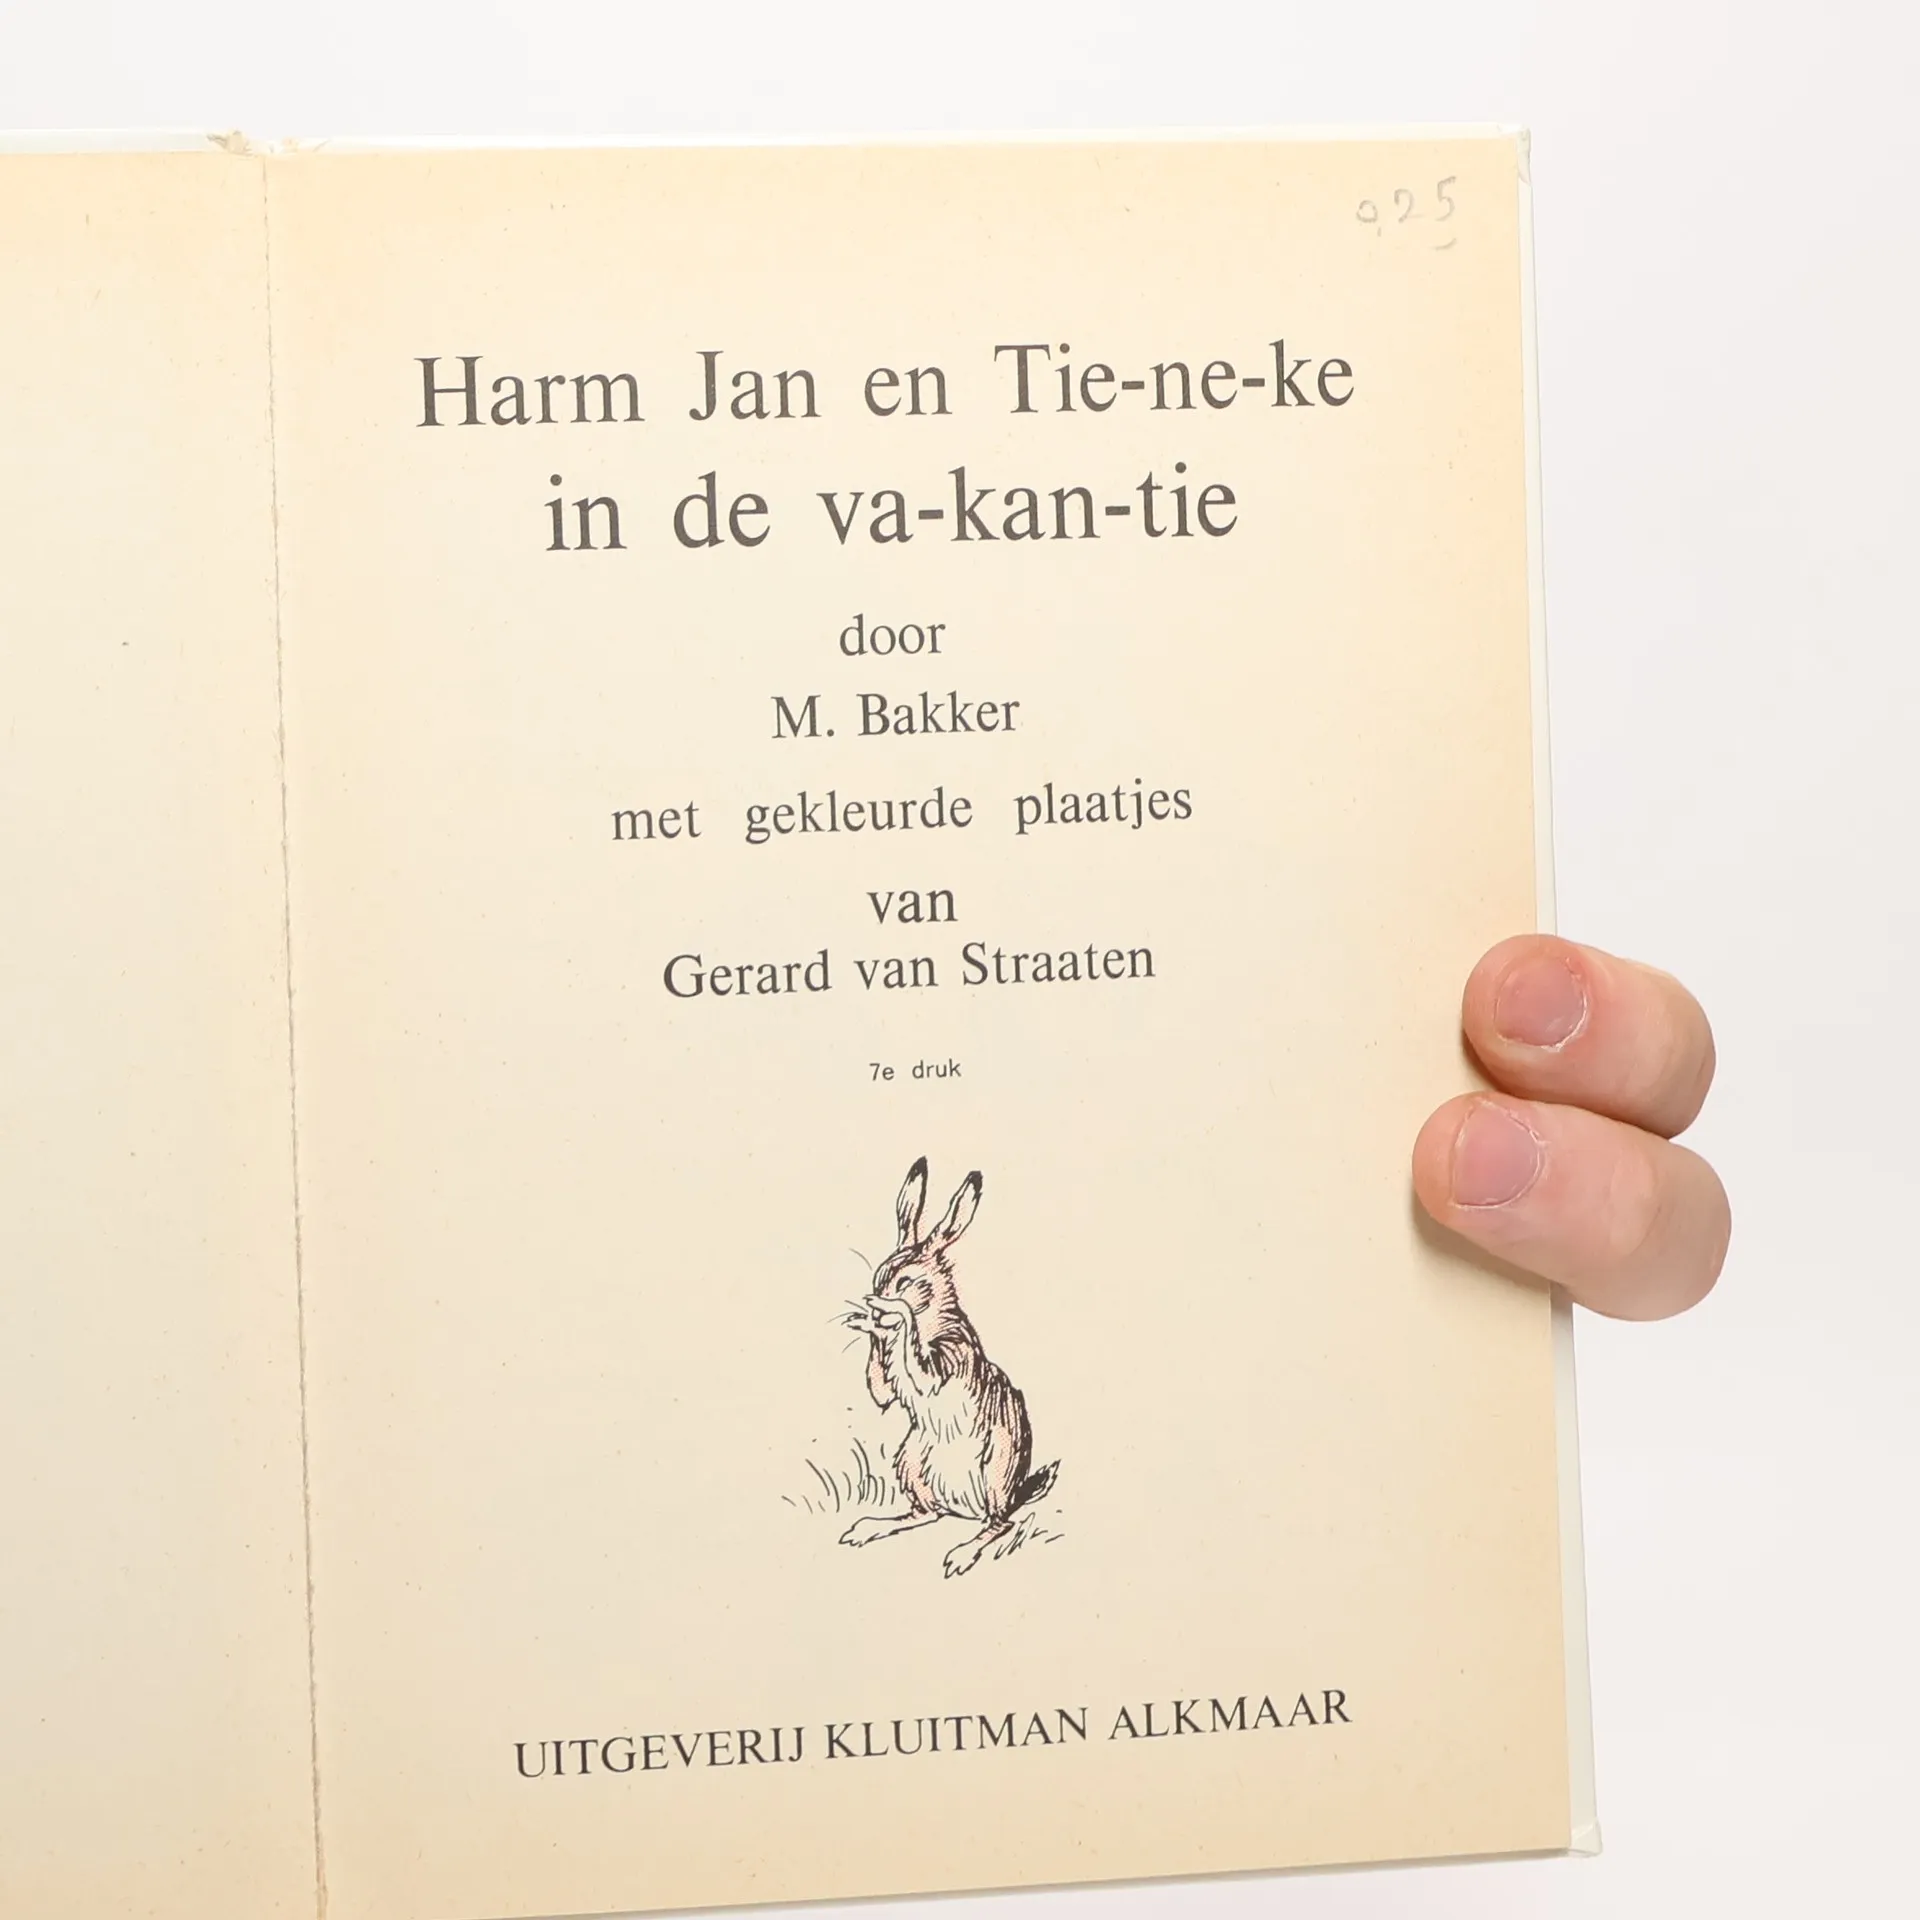 0,25
Harm Jan en Tie-ne-ke
in de va-kan-tie
door
M. Bakker
met gekleurde plaatjes
van
Gerard van Straaten
7e druk
UITGEVERIJ KLUITMAN ALKMAAR